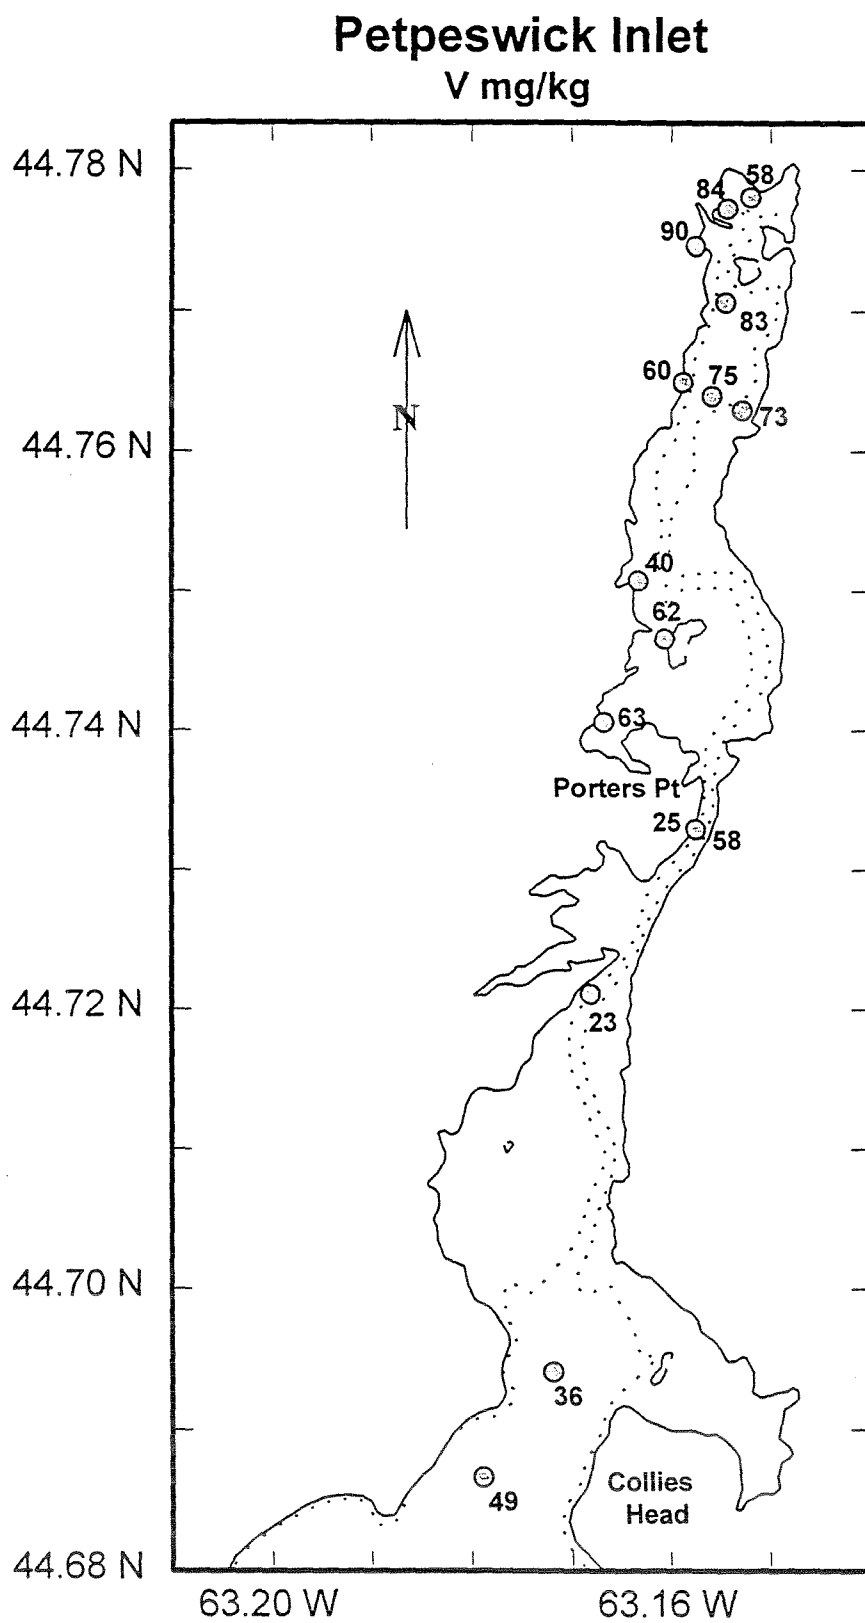 Petpeswick Inlet
V mg/kg
44.78 N
84
58
90
83
60
75
73
44.76 N
N
40
62
63
44.74 N
Porters Pt
25
58
23
44.72 N
44.70 N
36
49
Collies
Head
44.68 N
63.20 W
63.16 W